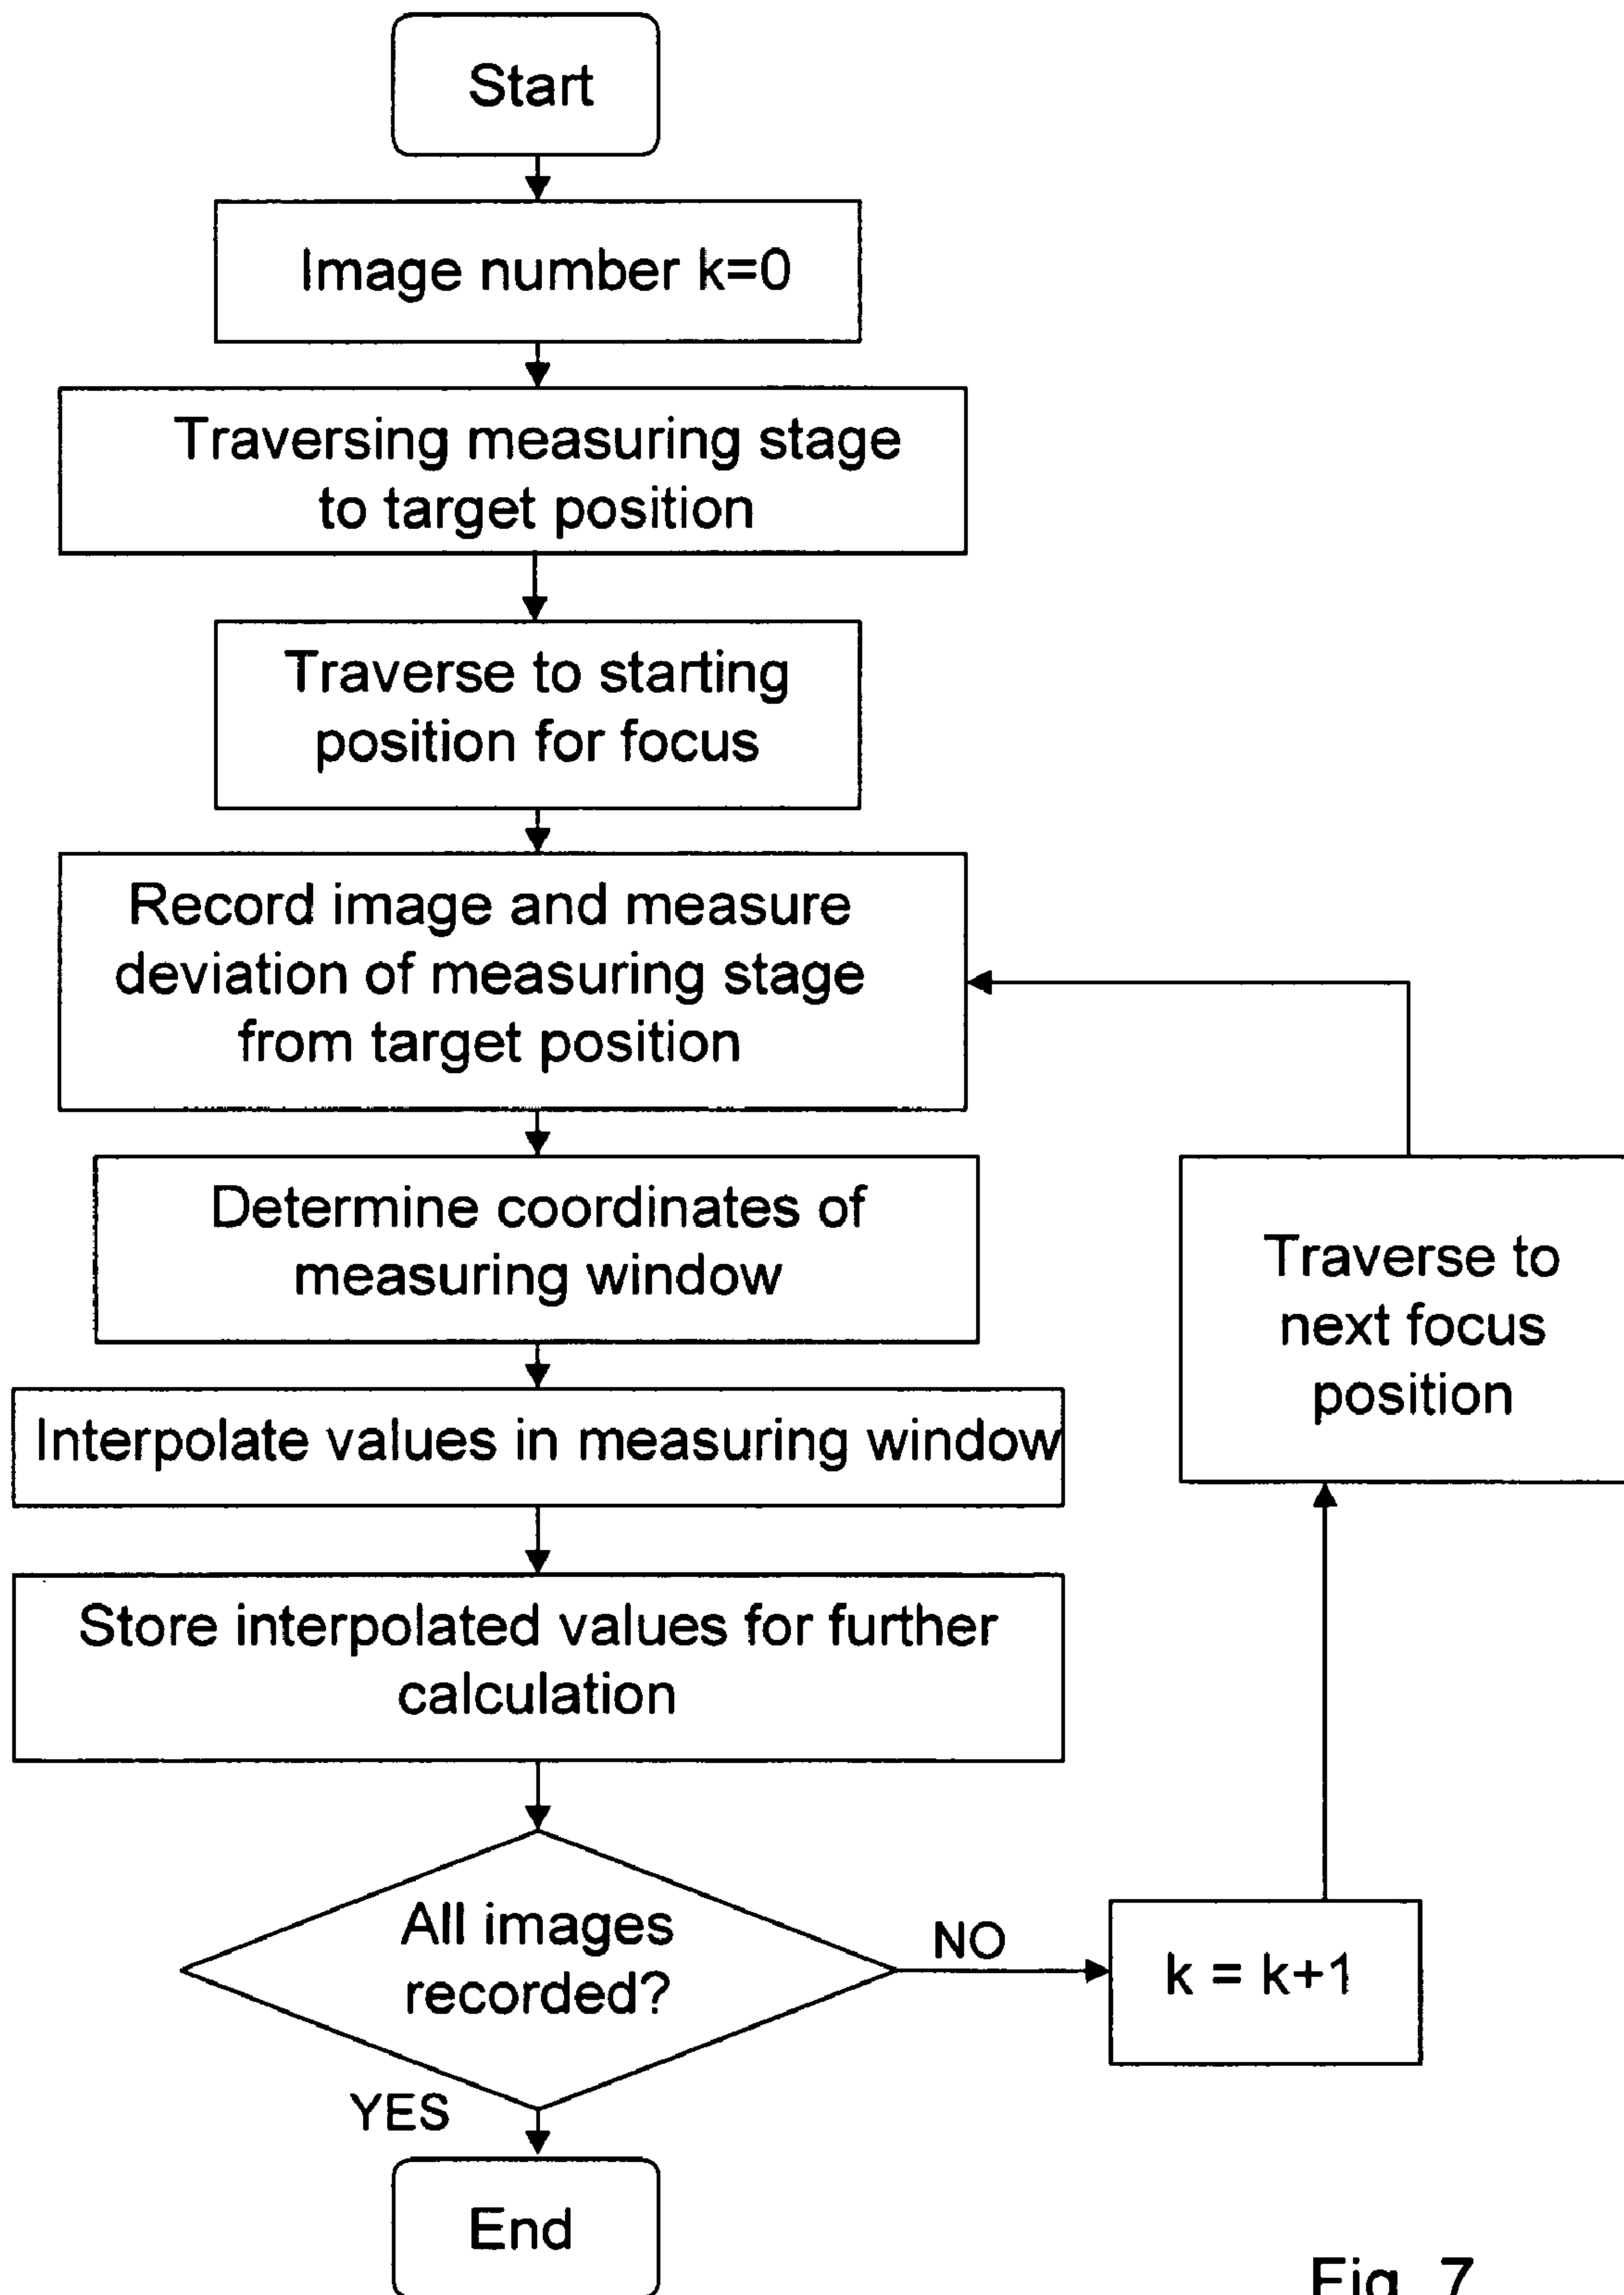 Start
Image number k=0
Traversing measuring stage
to target position
Traverse to starting
position for focus
Record image and measure
deviation of measuring stage
from target position
Determine coordinates of
measuring window
Interpolate values in measuring window
Store interpolated values for further
calculation
All images
recorded?
NO
k = k+1
Traverse to
next focus
position
YES
End
Fig. 7